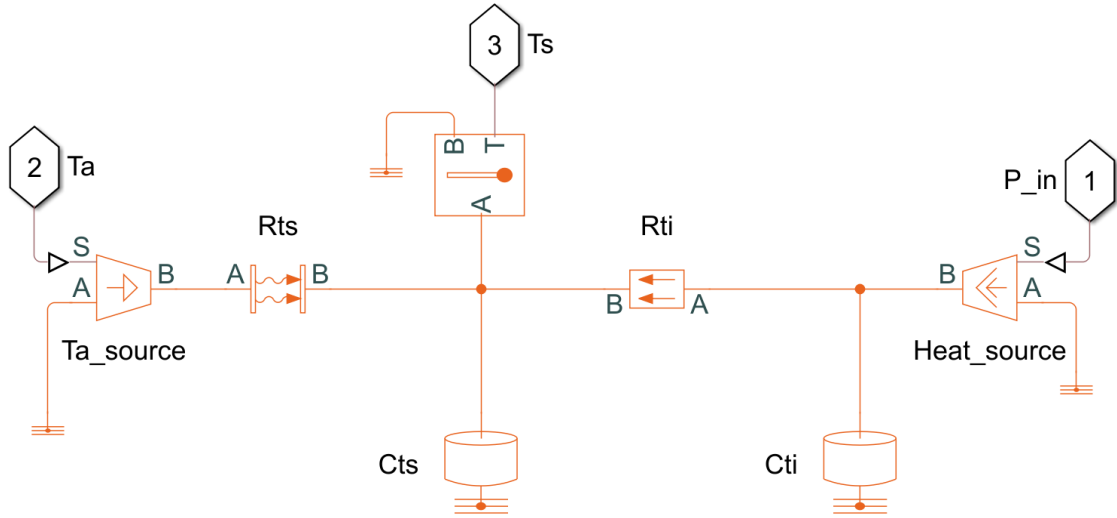 3 Ts
B T
A
2 Ta
P_in 1
S
A
B
Ta_source
Rts
A B
Rti
B A
S
B
A
Heat_source
Cts
Cti